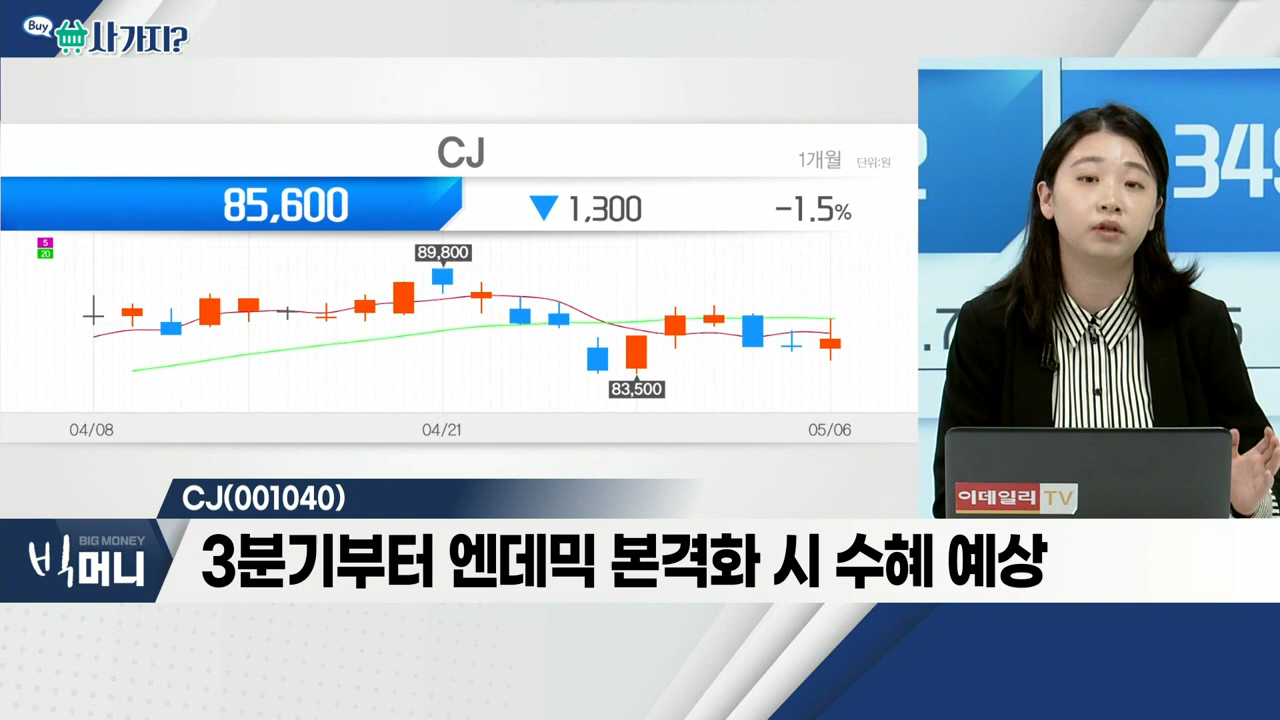 Buy 사가지?
CJ
1개월 단위:원
85,600 ▼ 1,300 -1.5%
5
20
89,800
83,500
04/08 04/21 05/06
349
이데일리 TV
CJ(001040)
BIG MONEY
빅머니
3분기부터 엔데믹 본격화 시 수혜 예상